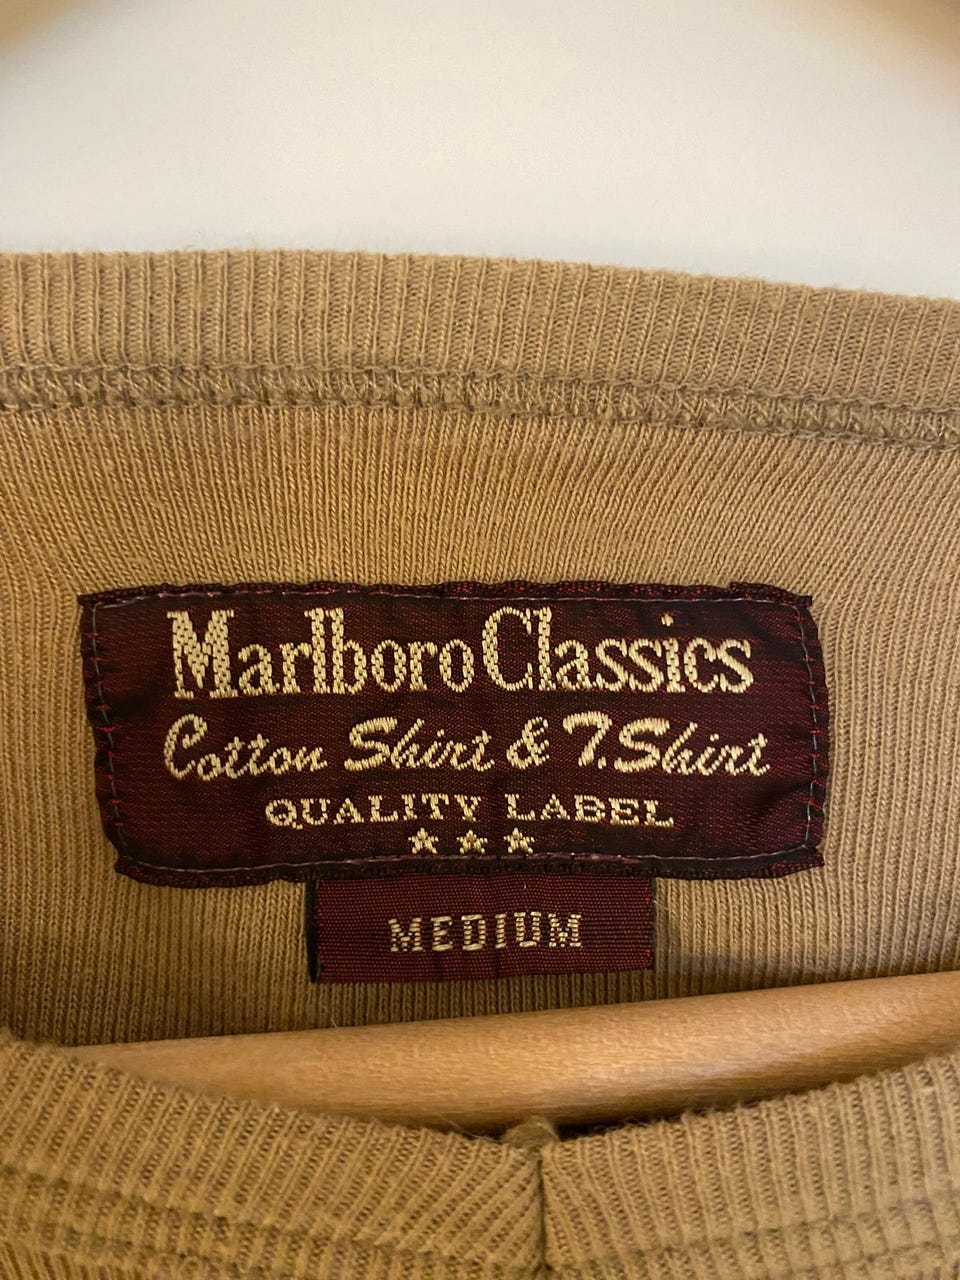 Marlboro Classics
Cotton Shirt & T.Shirt
QUALITY LABEL
★ ★ ★
MEDIUM